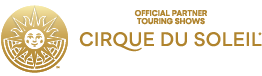 OFFICIAL PARTNER
TOURING SHOWS
CIRQUE DU SOLEIL